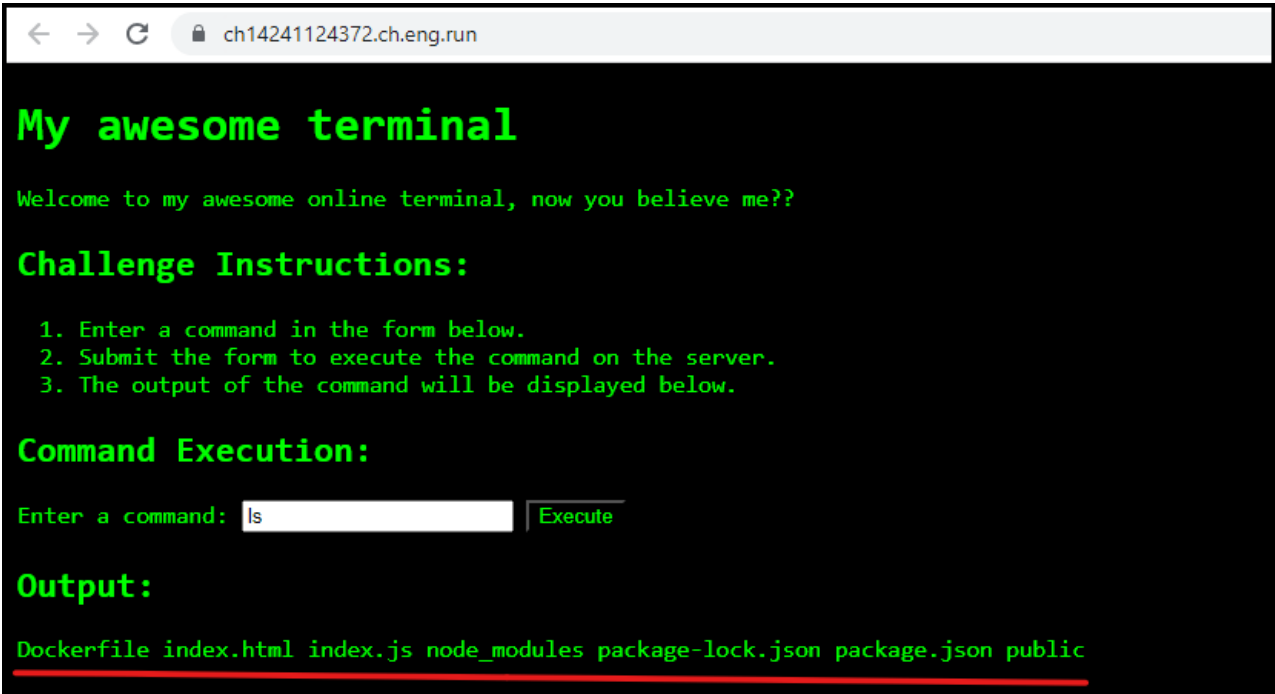 ch14241124372.ch.eng.run
My awesome terminal
Welcome to my awesome online terminal, now you believe me??
Challenge Instructions:
1. Enter a command in the form below.
2. Submit the form to execute the command on the server.
3. The output of the command will be displayed below.
Command Execution:
Enter a command: ls Execute
Output:
Dockerfile index.html index.js node_modules package-lock.json package.json public